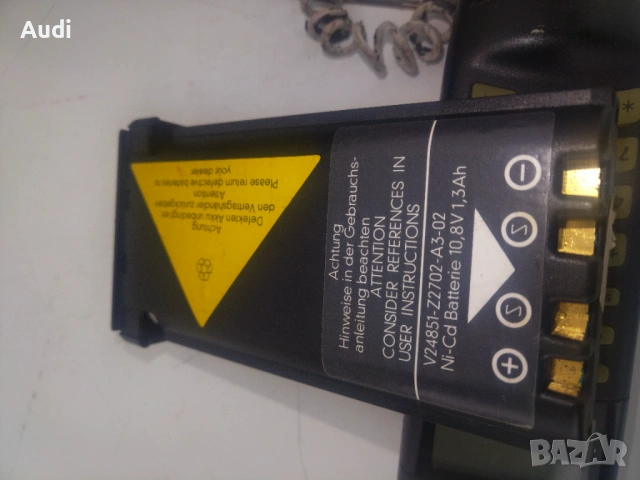 Audi
Achtung
Defekten Akku unbedingt an
den Vertragshändler zurückgeben
Attention
Please return defective batteries to
your dealer
Achtung
Hinweise in der Gebrauchs-
anleitung beachten
ATTENTION
CONSIDER REFERENCES IN
USER INSTRUCTIONS
V24851-Z2702-A3-02
Ni-Cd Batterie 10,8V 1,3Ah
BAZAR